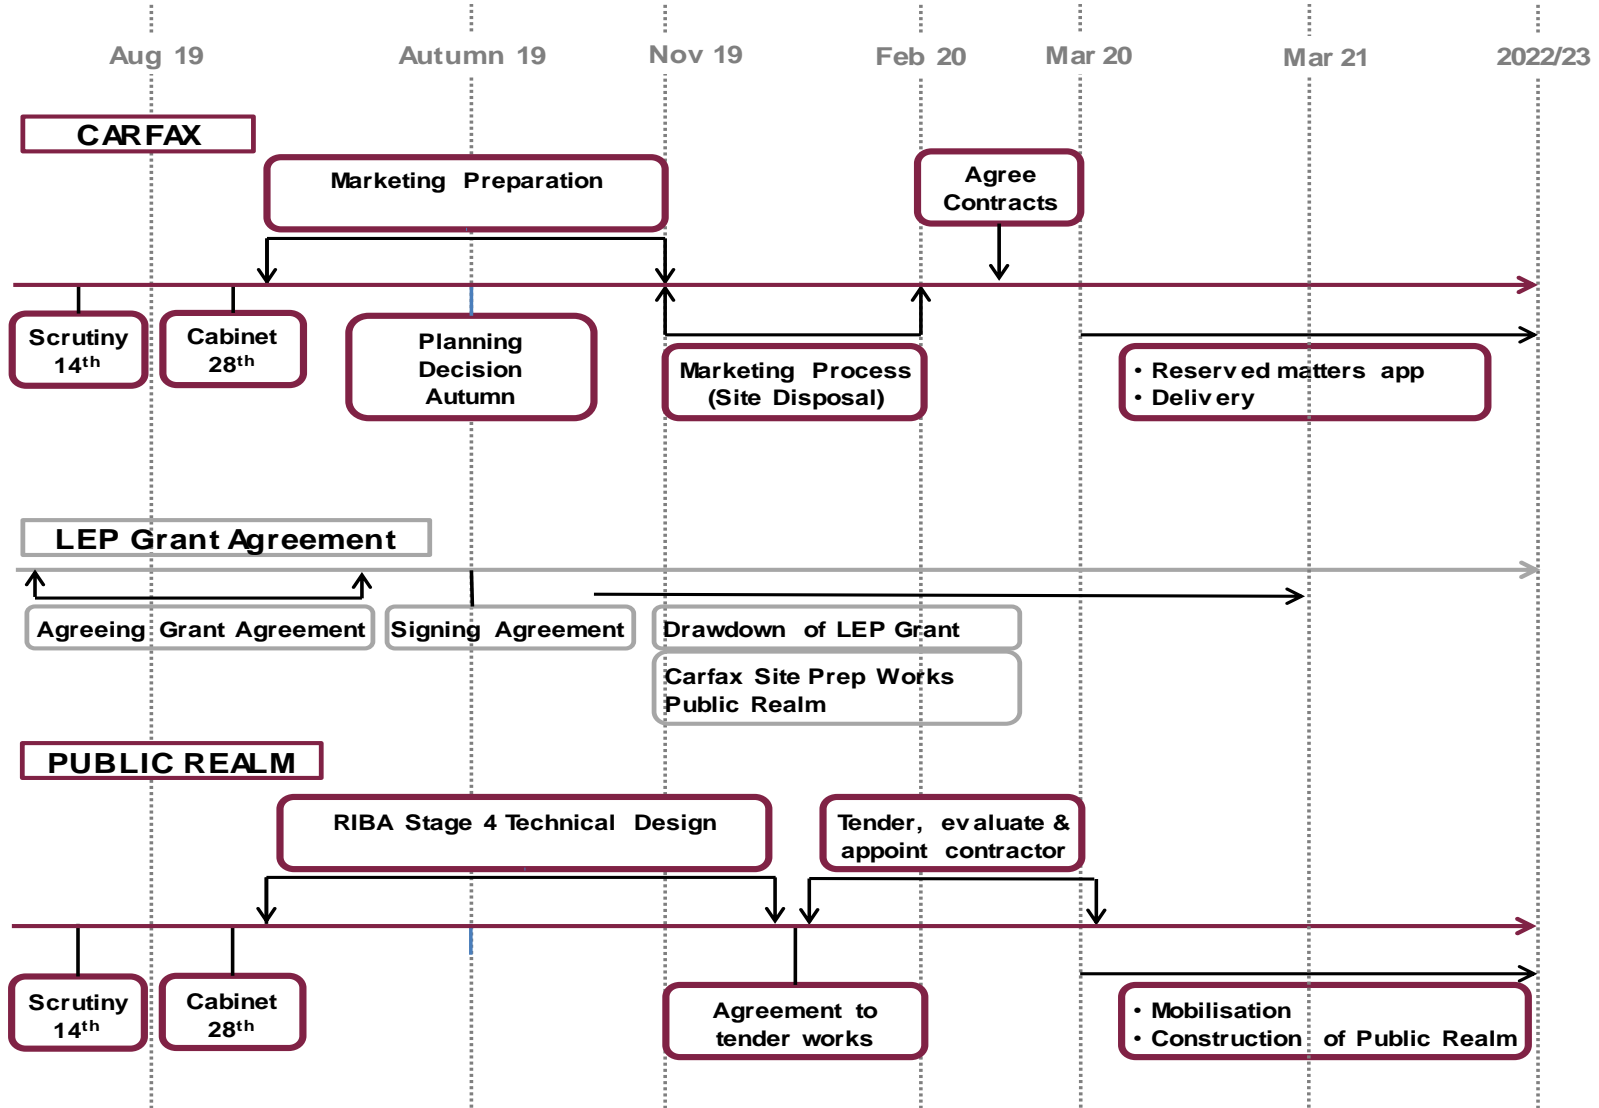 Aug 19
Autumn 19
Nov 19
Feb 20
Mar 20
Mar 21
2022/23
CARFAX
Marketing Preparation
Agree
Contracts
Scrutiny
14th
Cabinet
28th
Planning
Decision
Autumn
Marketing Process
(Site Disposal)
• Reserved matters app
• Delivery
LEP Grant Agreement
Agreeing Grant Agreement
Signing Agreement
Drawdown of LEP Grant
Carfax Site Prep Works
Public Realm
PUBLIC REALM
RIBA Stage 4 Technical Design
Tender, evaluate &
appoint contractor
Scrutiny
14th
Cabinet
28th
Agreement to
tender works
• Mobilisation
• Construction of Public Realm